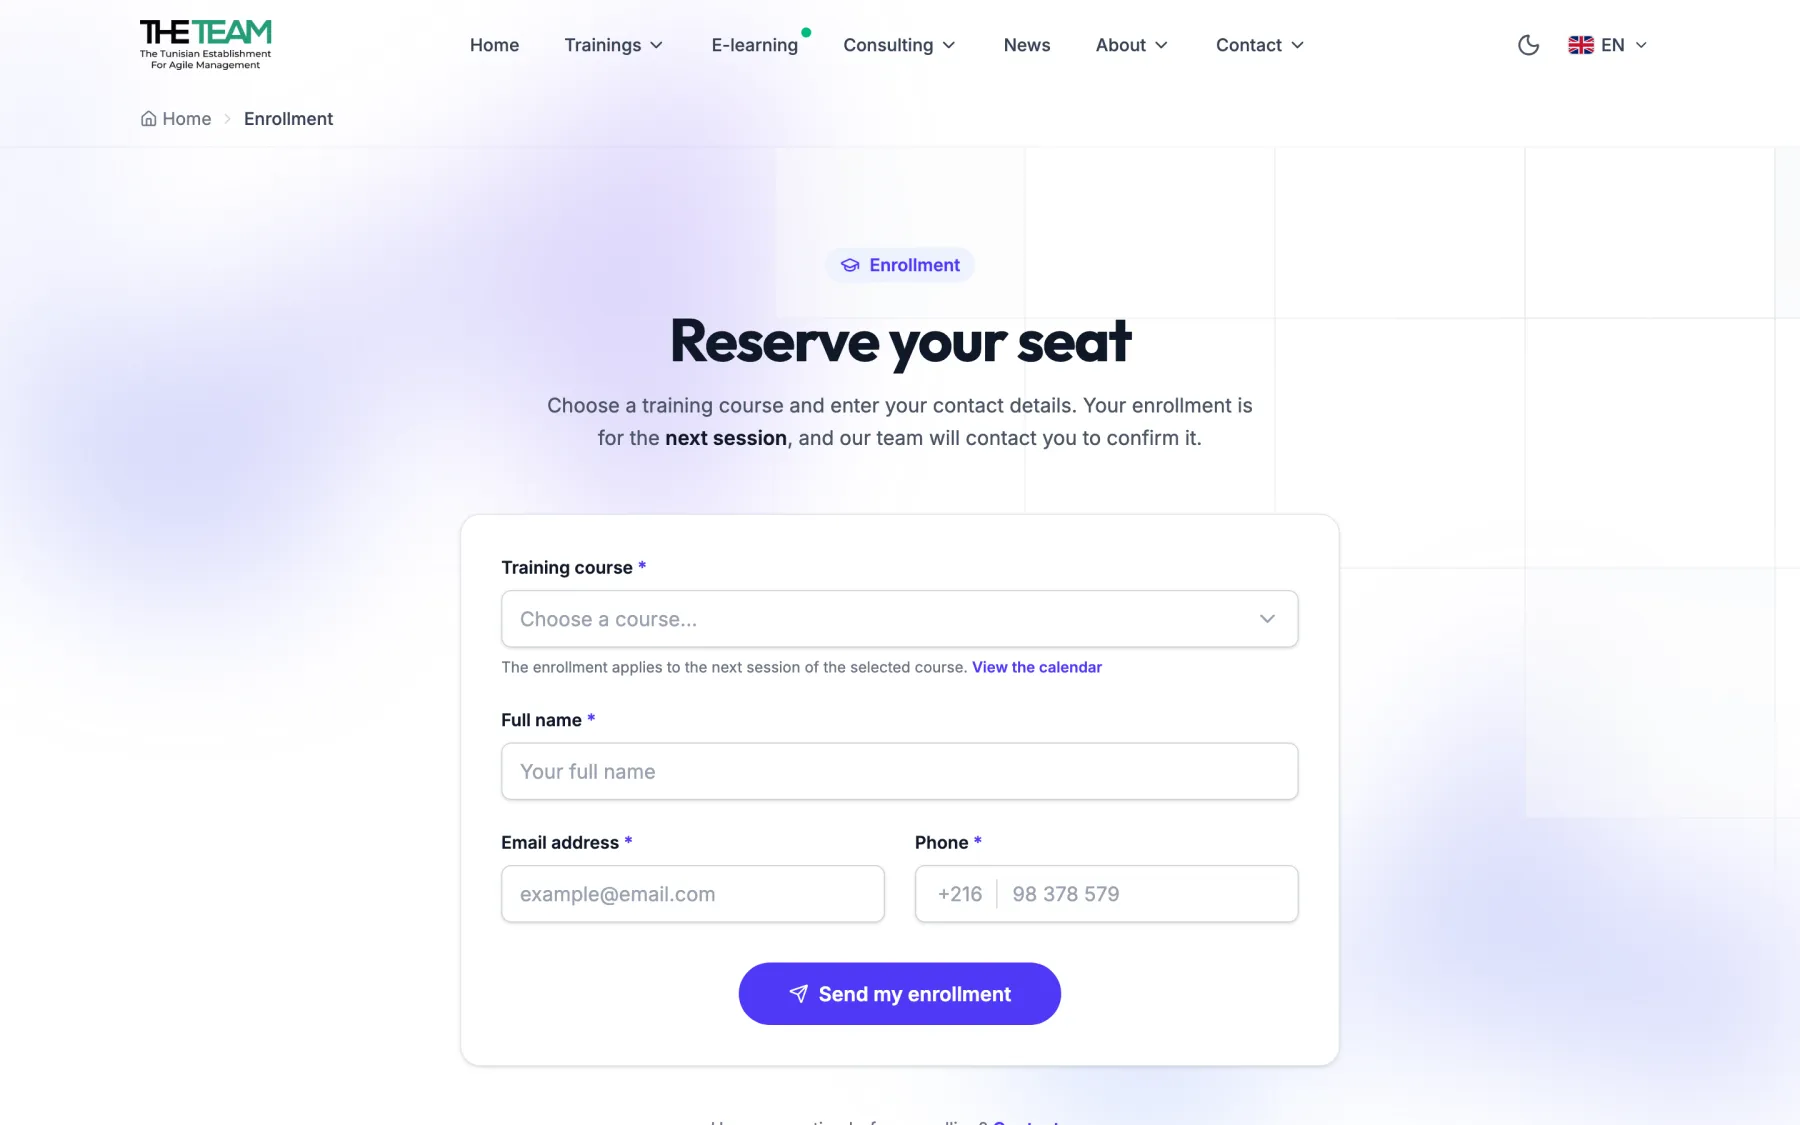 THETEAM
The Tunisian Establishment
For Agile Management
Home
Trainings
E-learning
Consulting
News
About
Contact
EN
Home
Enrollment
Enrollment
Reserve your seat
Choose a training course and enter your contact details. Your enrollment is
for the next session, and our team will contact you to confirm it.
Training course *
Choose a course...
The enrollment applies to the next session of the selected course. View the calendar
Full name *
Your full name
Email address *
Phone *
example@email.com
+216
98 378 579
Send my enrollment